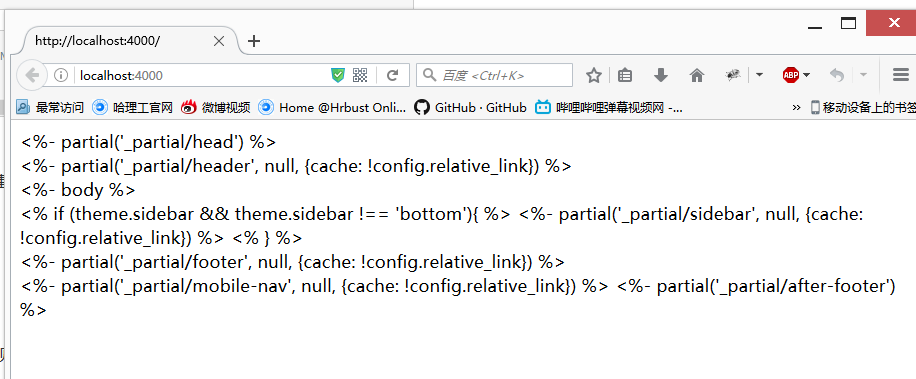 http://localhost:4000/
localhost:4000
百度 <Ctrl+K>
ABP
最常访问 哈理工官网 微博视频 Home @Hrbust Onli... GitHub · GitHub 哔哩哔哩弹幕视频网 -... » 移动设备上的书签
<%- partial('_partial/head') %>
<%- partial('_partial/header', null, {cache: !config.relative_link}) %>
<%- body %>
<% if (theme.sidebar && theme.sidebar !== 'bottom'){ %> <%- partial('_partial/sidebar', null, {cache:
!config.relative_link}) %> <% } %>
<%- partial('_partial/footer', null, {cache: !config.relative_link}) %>
<%- partial('_partial/mobile-nav', null, {cache: !config.relative_link}) %> <%- partial('_partial/after-footer')
%>